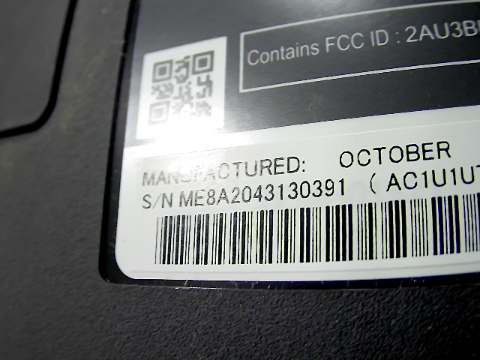 Contains FCC ID : 2AU3B
MANUFACTURED: OCTOBER
S/N ME8A2043130391 ( AC1U1U